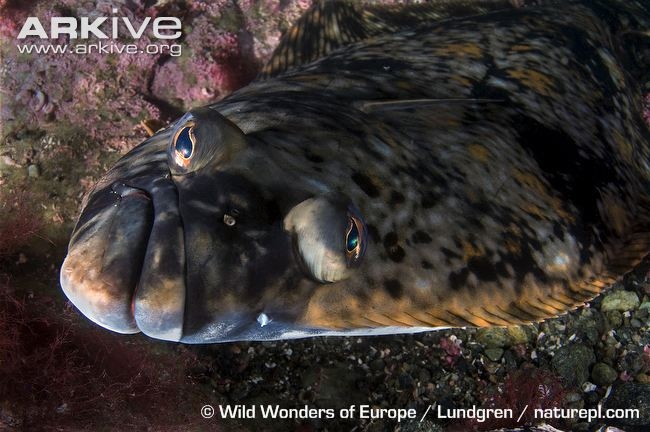 ARKIVE
www.arkive.org
© Wild Wonders of Europe / Lundgren / naturepl.com